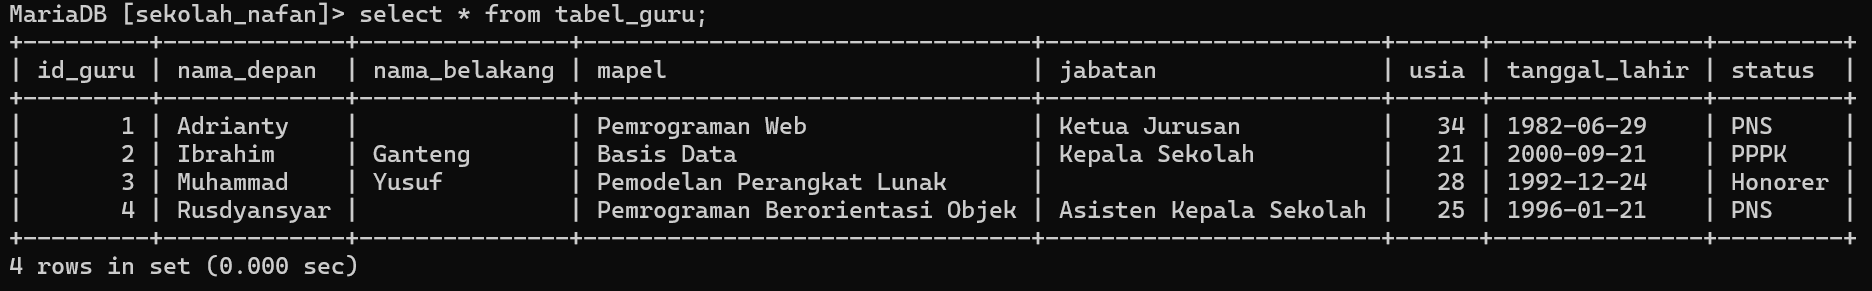 MariaDB [sekolah_nafan]> select * from tabel_guru;
+---------+-------------+---------------+--------------------------------+------------------------+------+---------------+---------+
| id_guru | nama_depan  | nama_belakang | mapel                          | jabatan                | usia | tanggal_lahir | status  |
+---------+-------------+---------------+--------------------------------+------------------------+------+---------------+---------+
|       1 | Adrianty    |               | Pemrograman Web                | Ketua Jurusan          |   34 | 1982-06-29    | PNS     |
|       2 | Ibrahim     | Ganteng       | Basis Data                     | Kepala Sekolah         |   21 | 2000-09-21    | PPPK    |
|       3 | Muhammad    | Yusuf         | Pemodelan Perangkat Lunak      |                        |   28 | 1992-12-24    | Honorer |
|       4 | Rusdyansyar |               | Pemrograman Berorientasi Objek | Asisten Kepala Sekolah |   25 | 1996-01-21    | PNS     |
+---------+-------------+---------------+--------------------------------+------------------------+------+---------------+---------+
4 rows in set (0.000 sec)